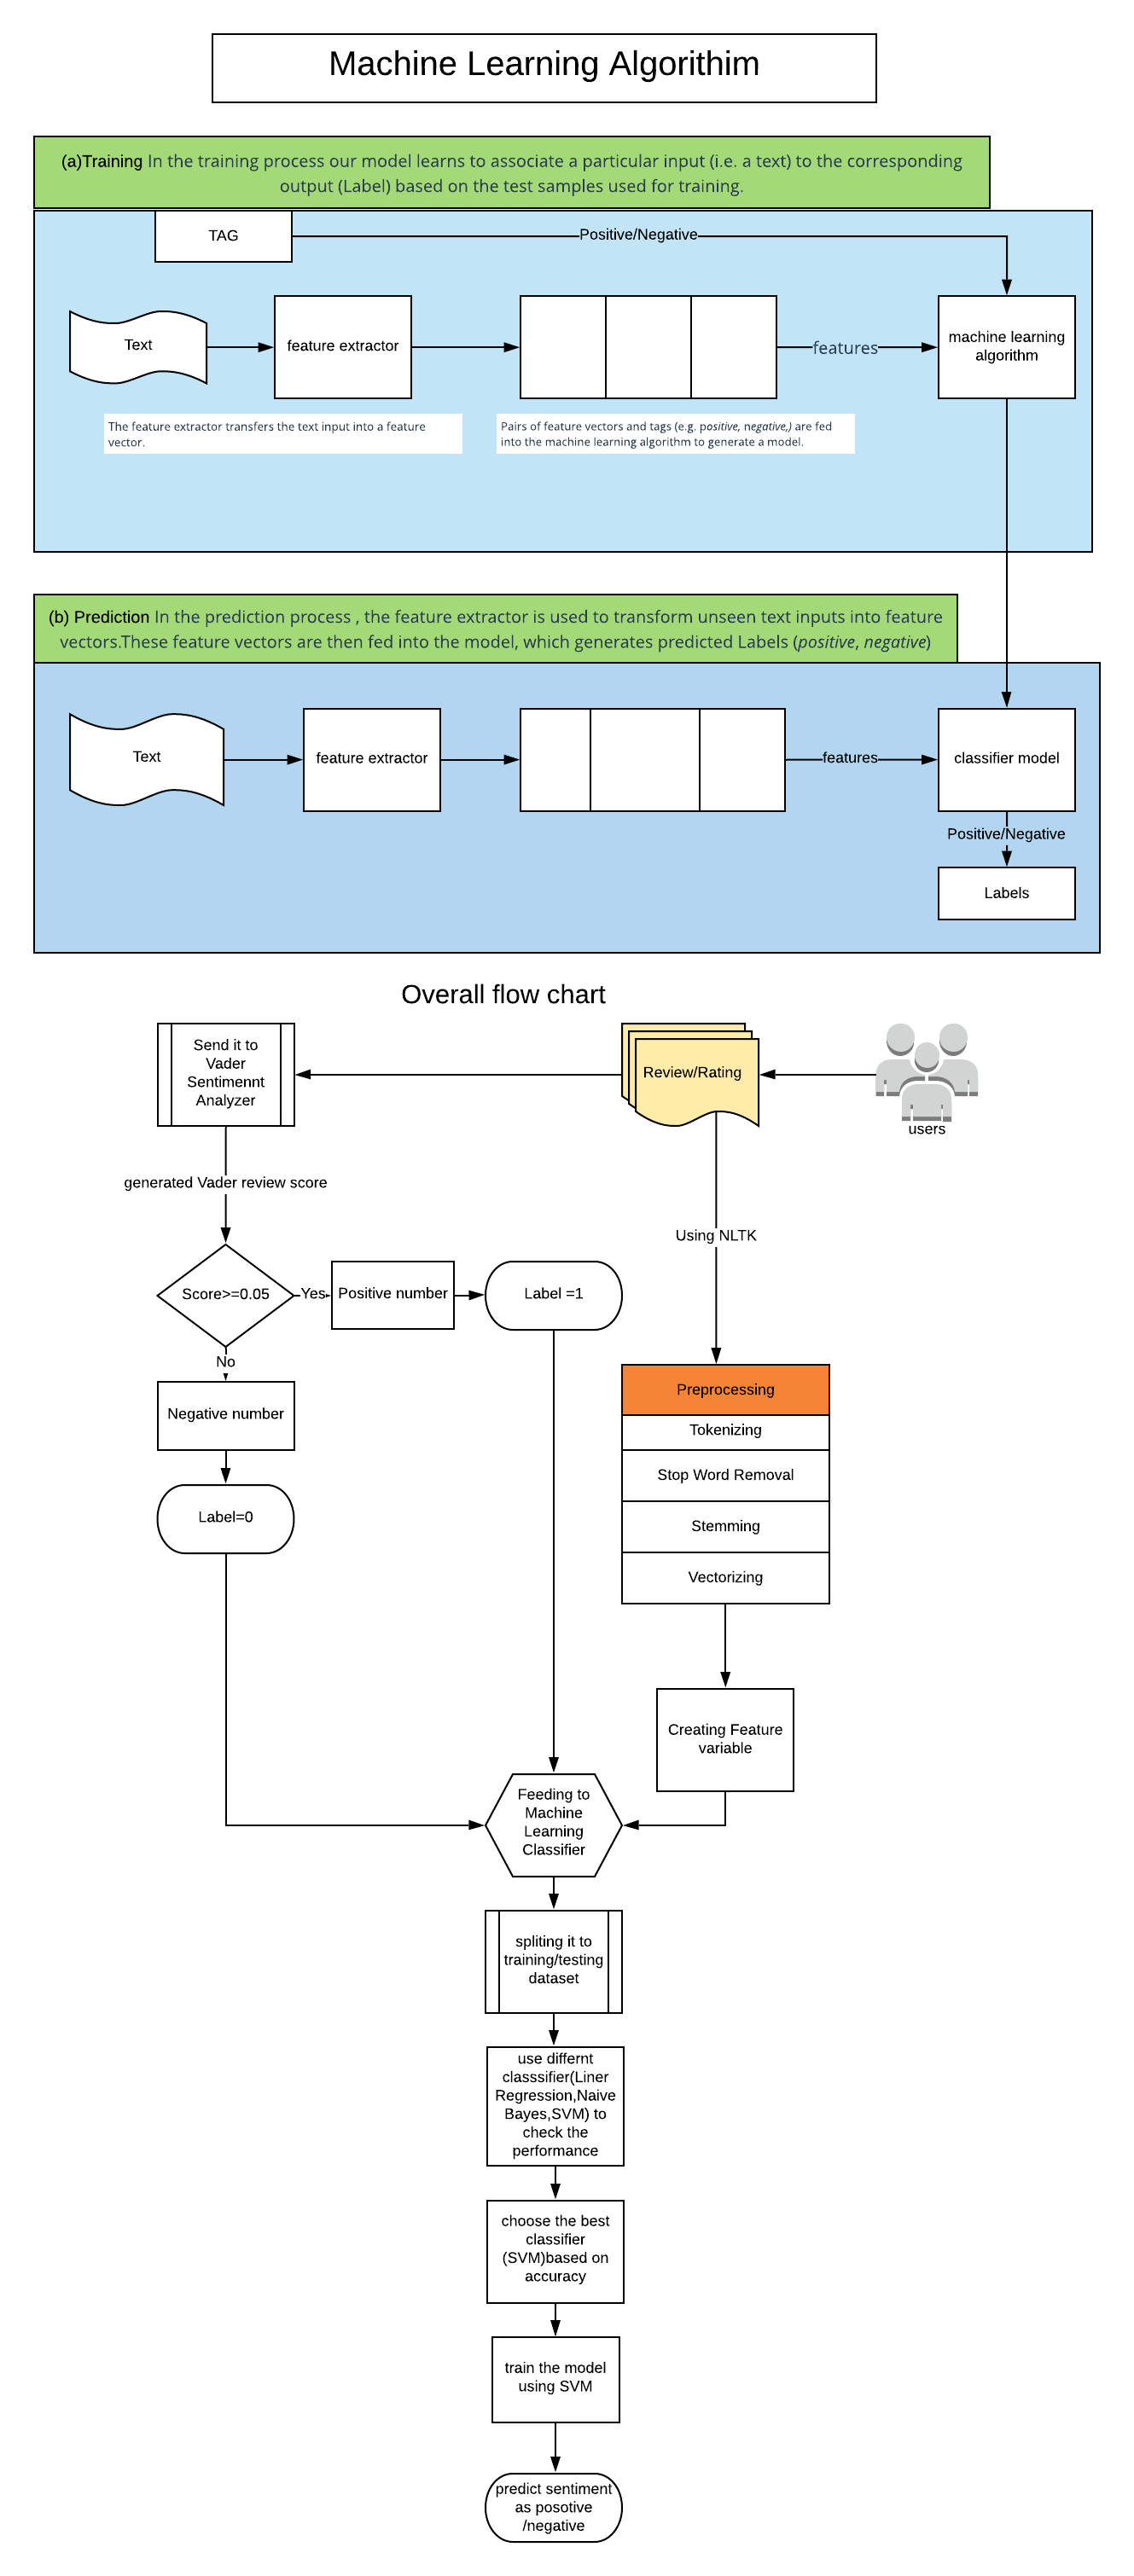 Machine Learning Algorithim
(a)Training In the training process our model learns to associate a particular input (i.e. a text) to the corresponding
output (Label) based on the test samples used for training.
TAG
Positive/Negative
Text
feature extractor
features
machine learning
algorithm
The feature extractor transfers the text input into a feature
vector.
Pairs of feature vectors and tags (e.g. positive, negative,) are fed
into the machine learning algorithm to generate a model.
(b) Prediction In the prediction process , the feature extractor is used to transform unseen text inputs into feature
vectors.These feature vectors are then fed into the model, which generates predicted Labels (positive, negative)
Text
feature extractor
features
classifier model
Positive/Negative
Labels
Overall flow chart
Send it to
Vader
Sentimennt
Analyzer
Review/Rating
users
generated Vader review score
Using NLTK
Score>=0.05
Yes
Positive number
Label =1
No
Negative number
Label=0
Preprocessing
Tokenizing
Stop Word Removal
Stemming
Vectorizing
Creating Feature
variable
Feeding to
Machine
Learning
Classifier
spliting it to
training/testing
dataset
use differnt
classsifier(Liner
Regression,Naive
Bayes,SVM) to
check the
performance
choose the best
classifier
(SVM)based on
accuracy
train the model
using SVM
predict sentiment
as posotive
/negative